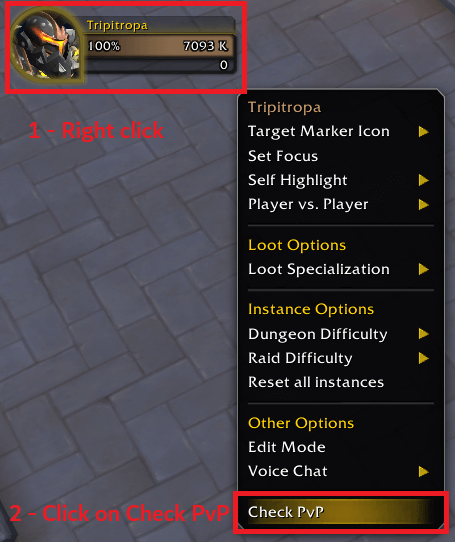 Tripitropa
100% 7093 K
0
1 - Right click
Tripitropa
Target Marker Icon
Set Focus
Self Highlight
Player vs. Player
Loot Options
Loot Specialization
Instance Options
Dungeon Difficulty
Raid Difficulty
Reset all instances
Other Options
Edit Mode
Voice Chat
2 - Click on Check PvP
Check PvP